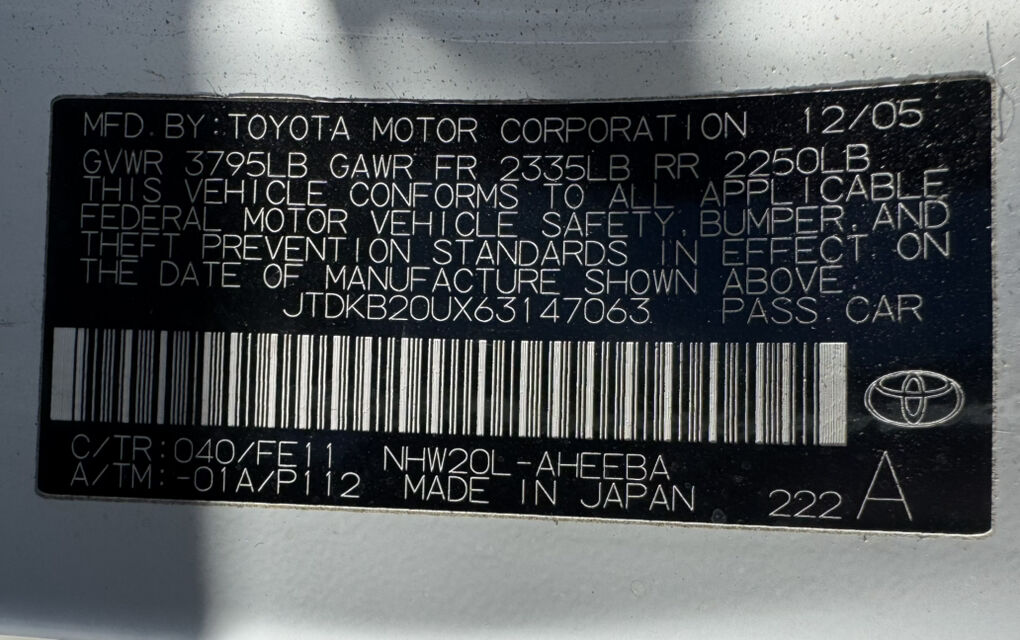 MFD. BY: TOYOTA MOTOR CORPORATION 12/05
GVWR 3795LB GAWR FR 2335LB RR 2250LB
THIS VEHICLE CONFORMS TO ALL APPLICABLE
FEDERAL MOTOR VEHICLE SAFETY, BUMPER, AND
THEFT PREVENTION STANDARDS IN EFFECT ON
THE DATE OF MANUFACTURE SHOWN ABOVE.
JTDKB20UX63147063 PASS. CAR
C/TR: 040/FE11 NHW20L-AHEEBA
A/TM: -01A/P112 MADE IN JAPAN 222 A